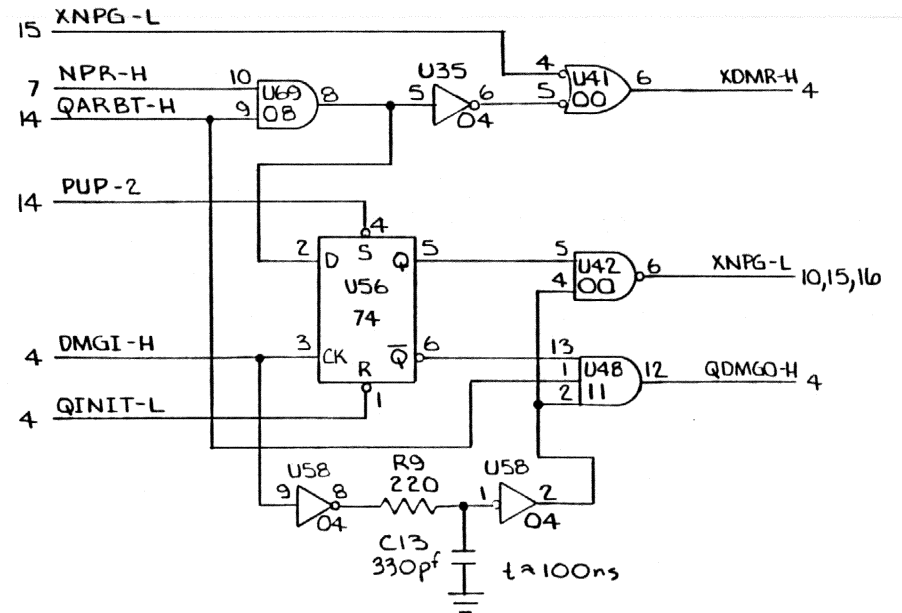 15 XNPG-L
7 NPR-H 10 U69 08 8
14 QARBT-H 9
U35 5 6 04
4 U41 00 6 XDMR-H 4
5
14 PUP-2
4
2 D S Q 5
U56
74
3 CK Q̅ 6
R
1
4 DMGI-H
4 QINIT-L
5 U42 6 XNPG-L 10,15,16
4 00
13 U48 12 QDMGO-H 4
1 11
2
U58 9 8 04
R9
220
U58 1 2 04
C13
330pf
t≈100ns